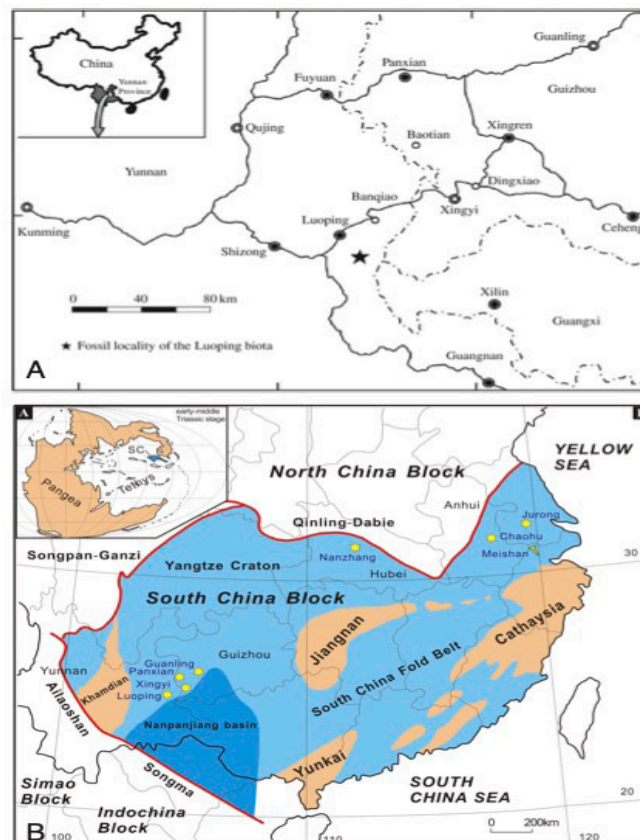 China
Yunnan
Province
Guanling
Panxian
Fuyuan
Guizhou
Qujing
Xingren
Baotian
Yunnan
Dingxiao
Banqiao
Xingyi
Luoping
Kunming
Ceheng
Shizong
Xilin
0 40 80 km
Guangxi
★ Fossil locality of the Luoping biota
Guangnan
A
A
early-middle
Triassic stage
SC
Pangea
Tethys
YELLOW
SEA
North China Block
Anhui
Jurong
Qinling-Dabie
Chaohu
Songpan-Ganzi
Meishan
30
Nanzhang
Yangtze Craton
Hubei
South China Block
Cathaysia
Jiangnan
Guanling
Guizhou
Yunnan
Panxian
South China Fold Belt
Khamdian
Xingyi
Luoping
Ailaoshan
Nanpanjiang basin
Yunkai
Songma
SOUTH
CHINA SEA
Simao
Block
20
Indochina
Block
0 200km
B
100
110
120